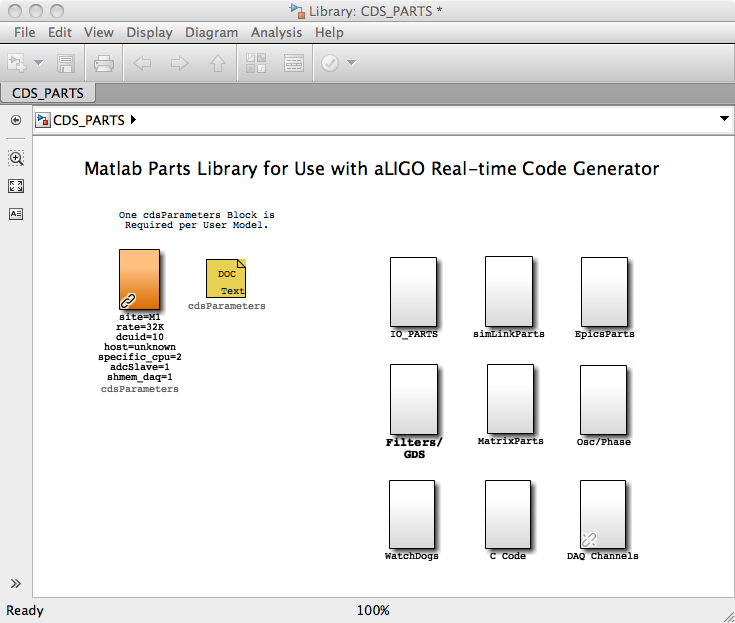 Library: CDS_PARTS *
File Edit View Display Diagram Analysis Help
CDS_PARTS
CDS_PARTS
Matlab Parts Library for Use with aLIGO Real-time Code Generator
One cdsParameters Block is
Required per User Model.
site=M1
rate=32K
dcuid=10
host=unknown
specific_cpu=2
adcSlave=1
shmem_daq=1
cdsParameters
DOC
Text
cdsParameters
IO_PARTS
simLinkParts
EpicsParts
Filters/
GDS
MatrixParts
Osc/Phase
WatchDogs
C Code
DAQ Channels
Ready
100%